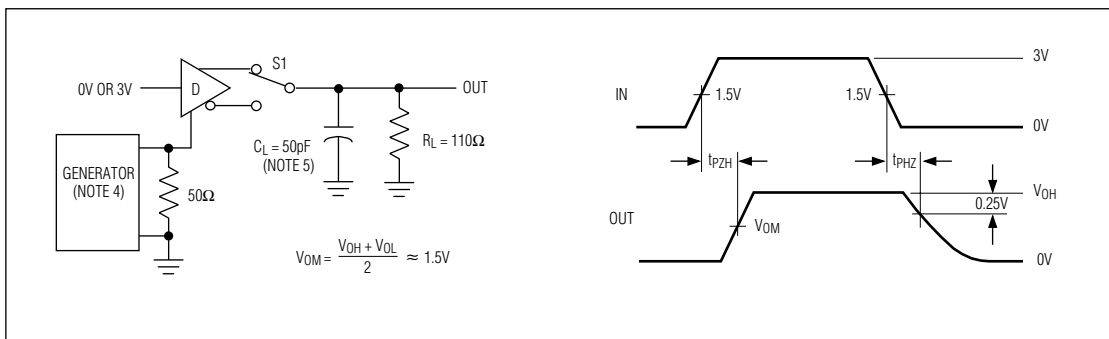 S1
0V OR 3V
D
OUT
C_L = 50pF
(NOTE 5)
R_L = 110Ω
GENERATOR
(NOTE 4)
50Ω
V_OM = (V_OH + V_OL) / 2 ≈ 1.5V
3V
IN
1.5V
1.5V
0V
t_PZH
t_PHZ
V_OH
0.25V
OUT
V_OM
0V